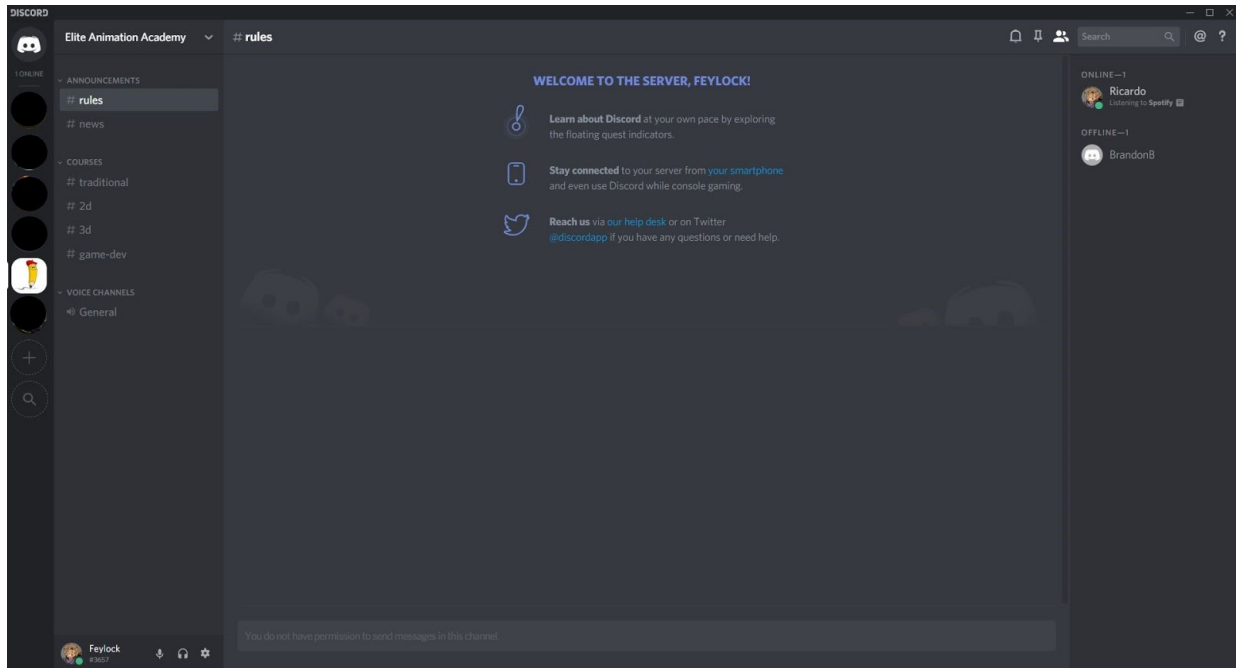 DISCORD
1 ONLINE
Elite Animation Academy
ANNOUNCEMENTS
# rules
# news
COURSES
# traditional
# 2d
# 3d
# game-dev
VOICE CHANNELS
General
Feylock
#3657
# rules
Search
@ ?
WELCOME TO THE SERVER, FEYLOCK!
Learn about Discord at your own pace by exploring
the floating quest indicators.
Stay connected to your server from your smartphone
and even use Discord while console gaming.
Reach us via our help desk or on Twitter
@discordapp if you have any questions or need help.
You do not have permission to send messages in this channel
ONLINE—1
Ricardo
Listening to Spotify
OFFLINE—1
BrandonB